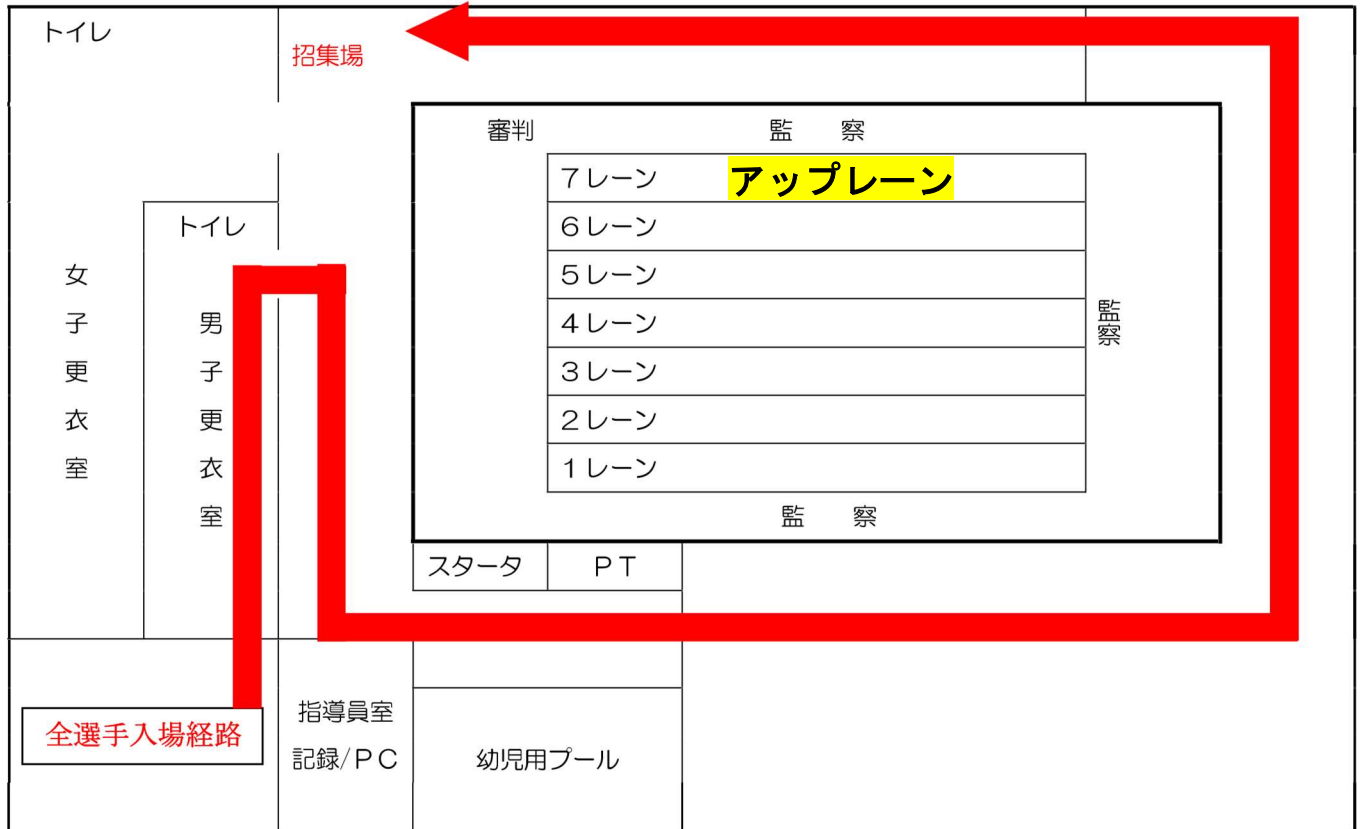 トイレ
招集場
審判
監　察
７レーン
アップレーン
６レーン
５レーン
４レーン
３レーン
２レーン
１レーン
監察
監　察
トイレ
女子更衣室
男子更衣室
スタータ
ＰＴ
全選手入場経路
指導員室
記録/ＰＣ
幼児用プール